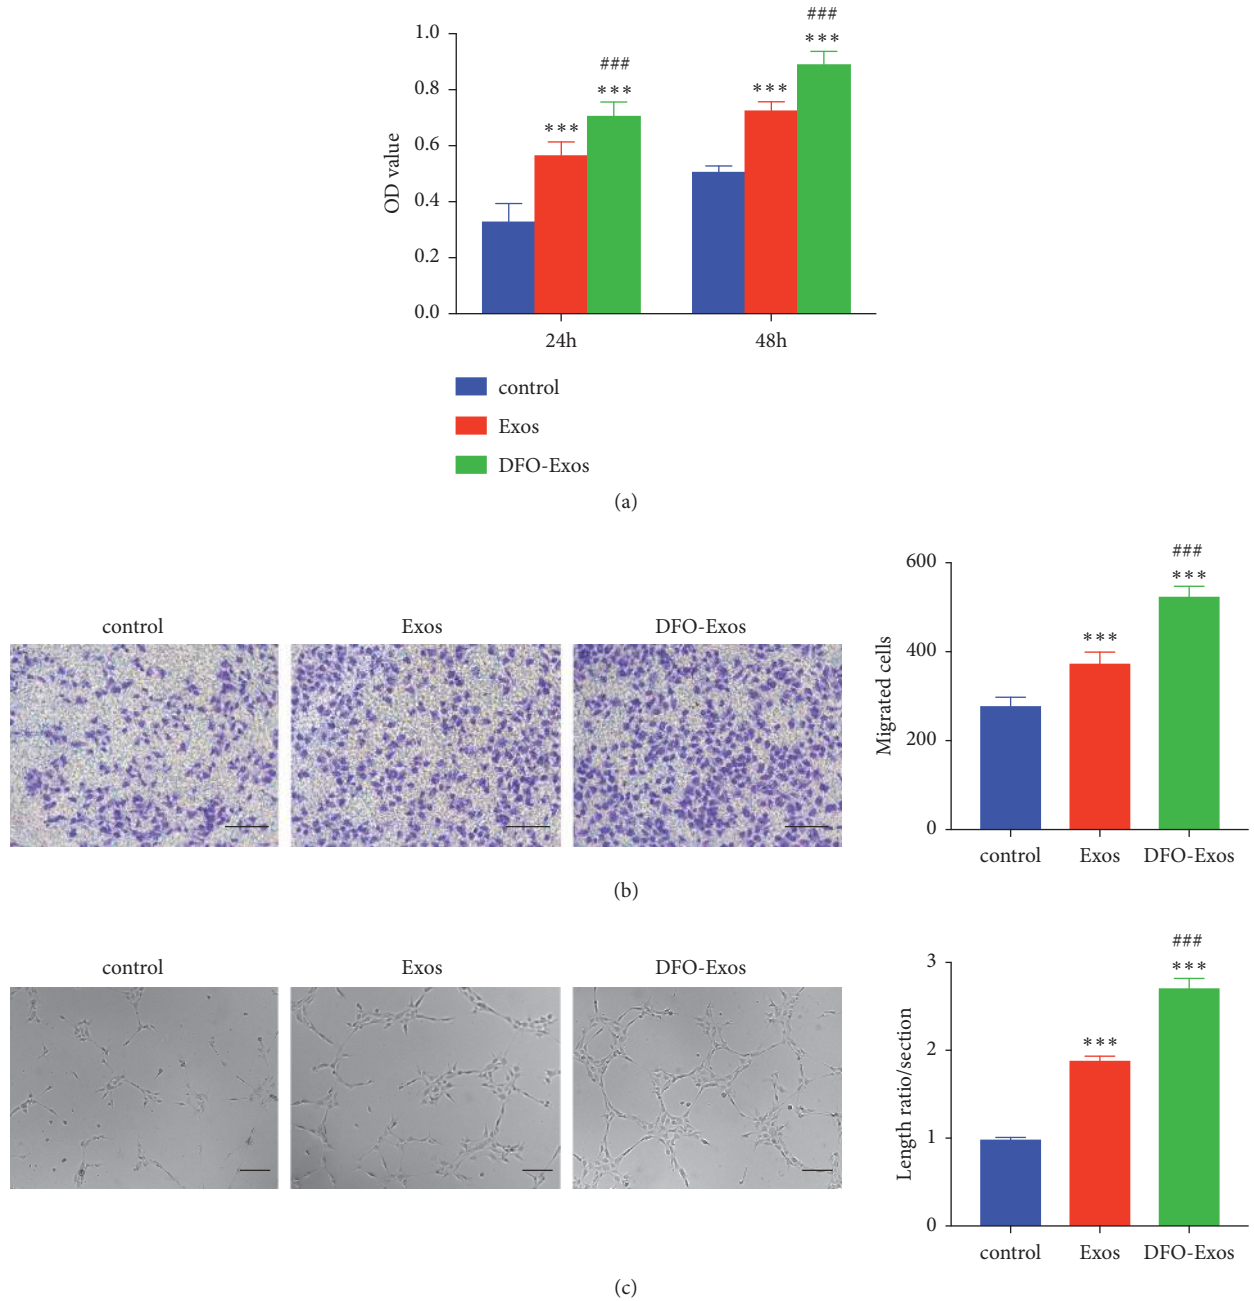 ###
***
1.0
###
***
***
0.8
***
0.6
OD value
0.4
0.2
0.0
24h
48h
control
Exos
DFO-Exos
(a)
control
Exos
DFO-Exos
600
###
***
***
400
Migrated cells
200
0
control
Exos
DFO-Exos
(b)
control
Exos
DFO-Exos
3
###
***
***
2
Length ratio/section
1
0
control
Exos
DFO-Exos
(c)